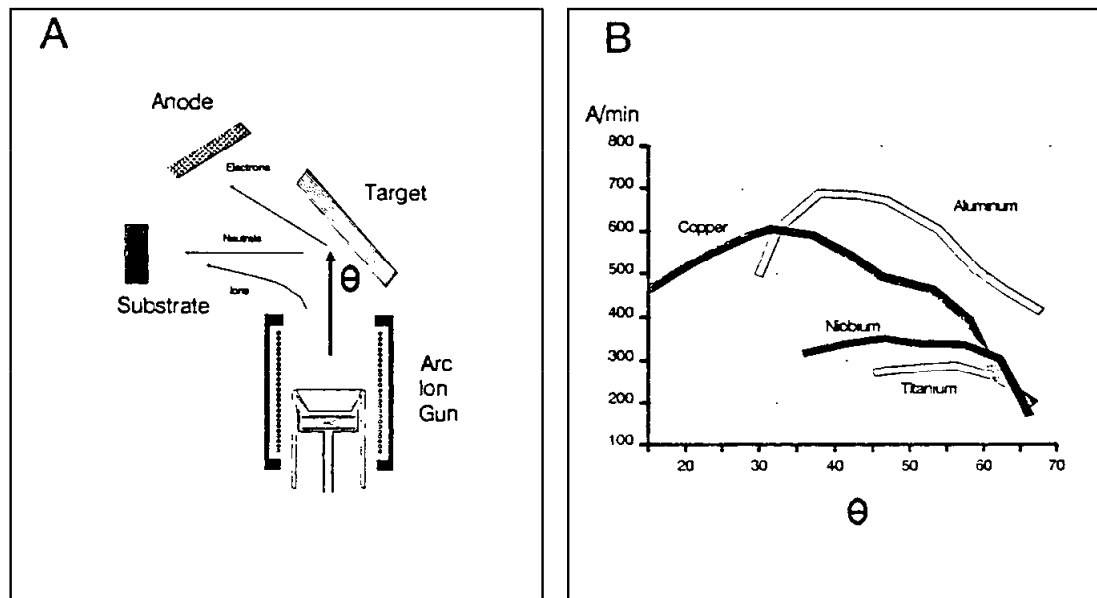 A
Anode
Electrons
Target
Neutrals
Θ
Ions
Substrate
Arc
Ion
Gun
B
A/min
800
700
600
500
400
300
200
100
Aluminum
Copper
Niobium
Titanium
20
30
40
50
60
70
Θ